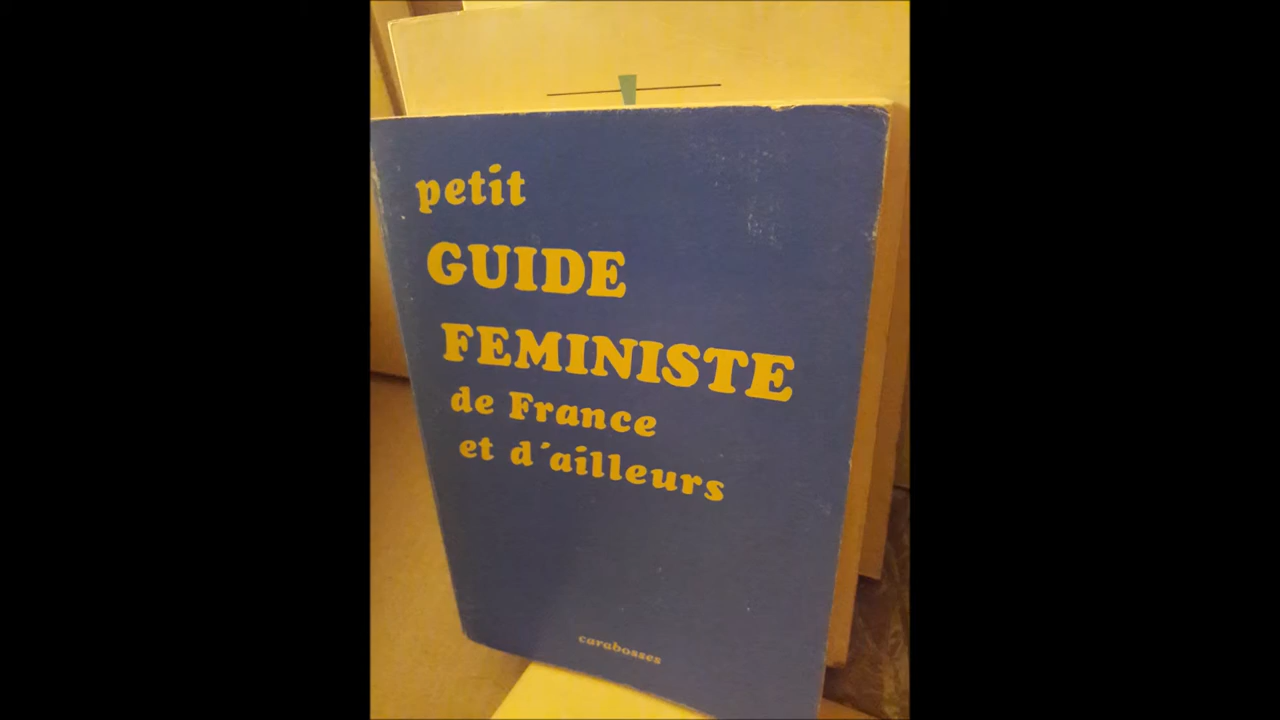 petit
GUIDE
FEMINISTE
de France
et d'ailleurs
carabosses